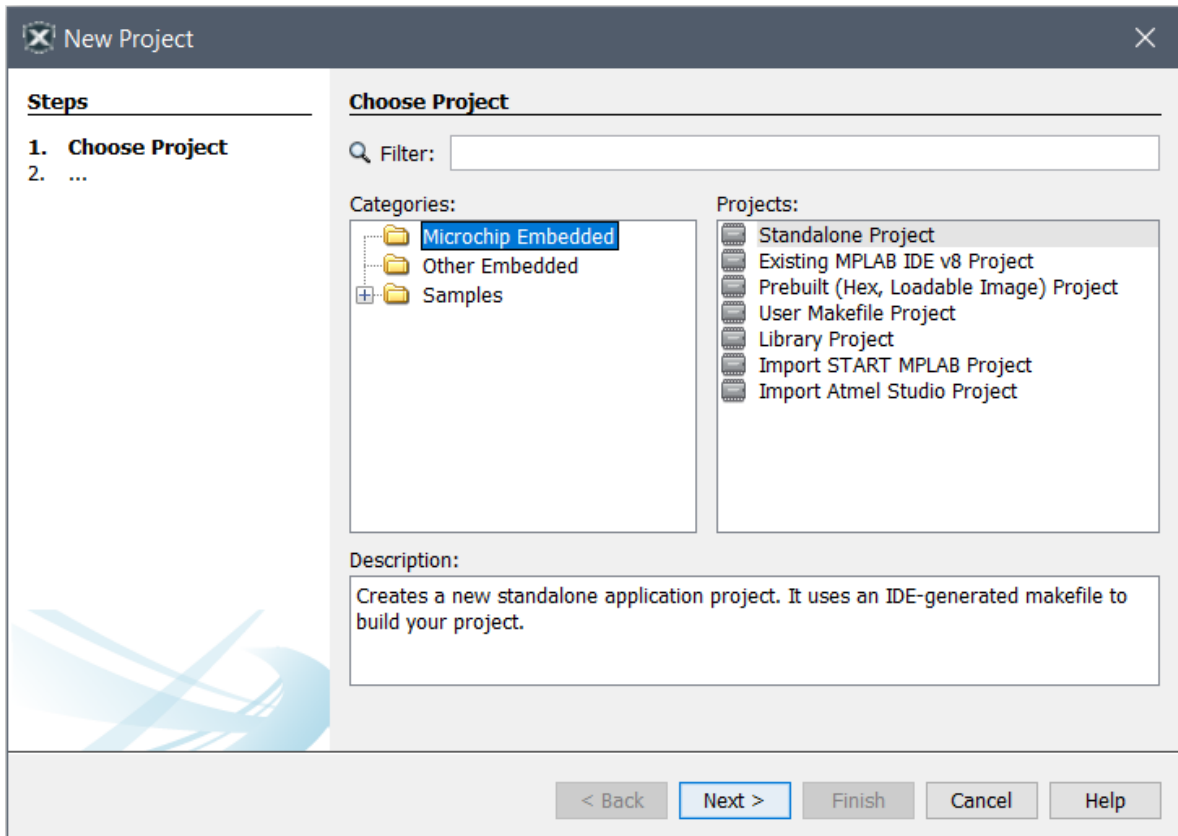 New Project
Steps
1. Choose Project
2. ...
Choose Project
Filter:
Categories:
Microchip Embedded
Other Embedded
Samples
Projects:
Standalone Project
Existing MPLAB IDE v8 Project
Prebuilt (Hex, Loadable Image) Project
User Makefile Project
Library Project
Import START MPLAB Project
Import Atmel Studio Project
Description:
Creates a new standalone application project. It uses an IDE-generated makefile to
build your project.
< Back
Next >
Finish
Cancel
Help